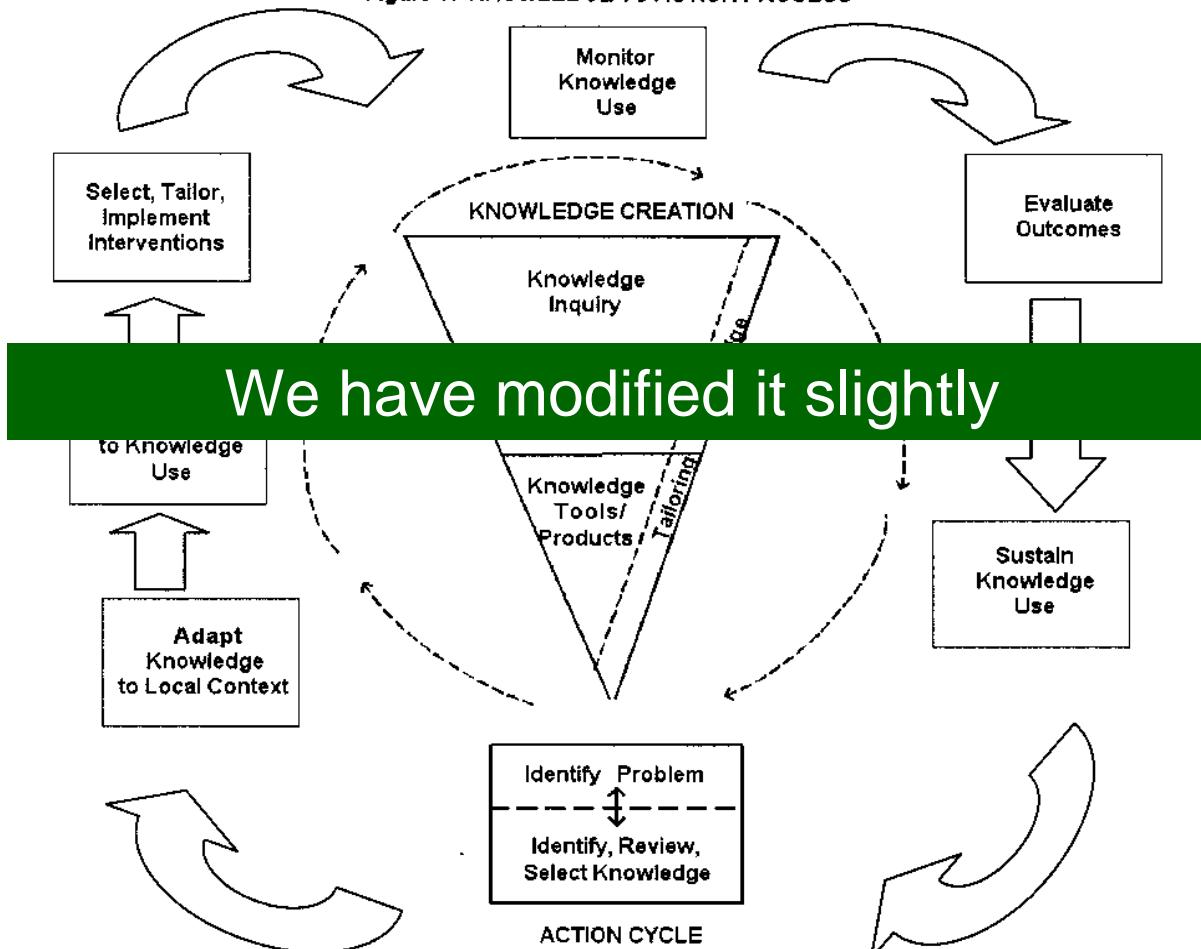 Monitor
Knowledge
Use
Select, Tailor,
Implement
Interventions
Evaluate
Outcomes
KNOWLEDGE CREATION
Knowledge
Inquiry
We have modified it slightly
to Knowledge
Use
Knowledge
Tools/
Products
Tailoring
Sustain
Knowledge
Use
Adapt
Knowledge
to Local Context
Identify Problem
Identify, Review,
Select Knowledge
ACTION CYCLE